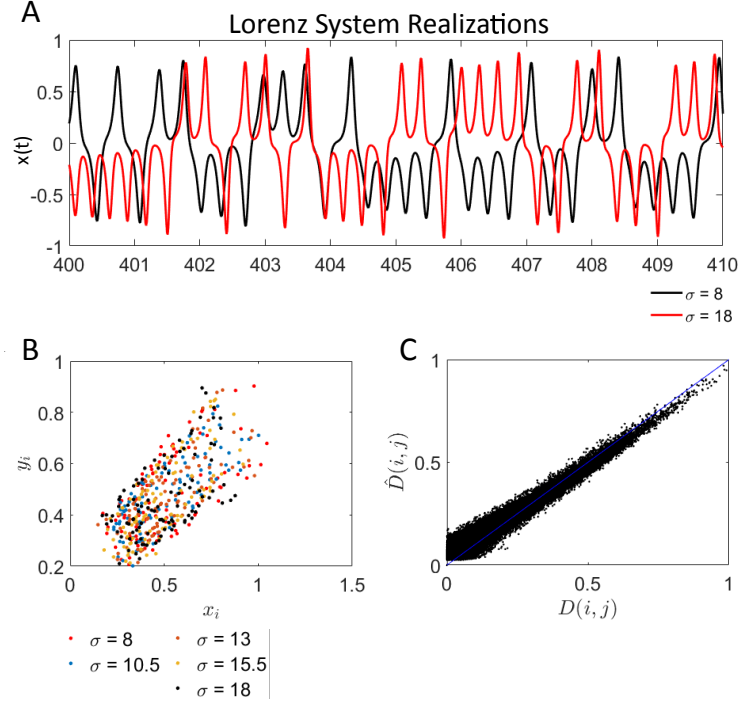 A
Lorenz System Realizations
1
0.5
0
-0.5
-1
x(t)
400 401 402 403 404 405 406 407 408 409 410
σ = 8
σ = 18
B
1
0.8
0.6
0.4
0.2
y_i
0 0.5 1 1.5
x_i
σ = 8 σ = 13
σ = 10.5 σ = 15.5
σ = 18
C
1
0.5
0
D̂(i, j)
0 0.5 1
D(i, j)